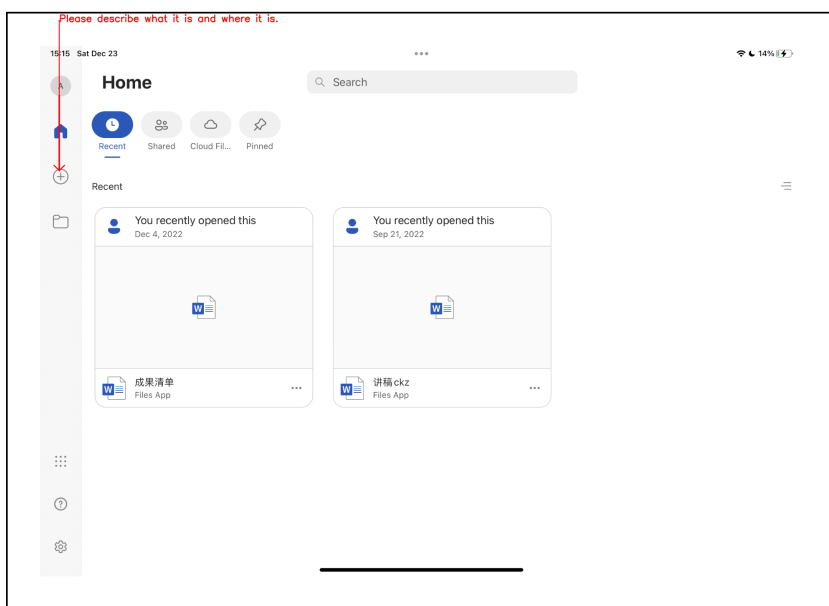 Please describe what it is and where it is.
15:15 Sat Dec 23
14%
A
Home
Search
Recent
Shared
Cloud Fil...
Pinned
Recent
You recently opened this
Dec 4, 2022
W
W
成果清单
Files App
You recently opened this
Sep 21, 2022
W
W
讲稿ckz
Files App